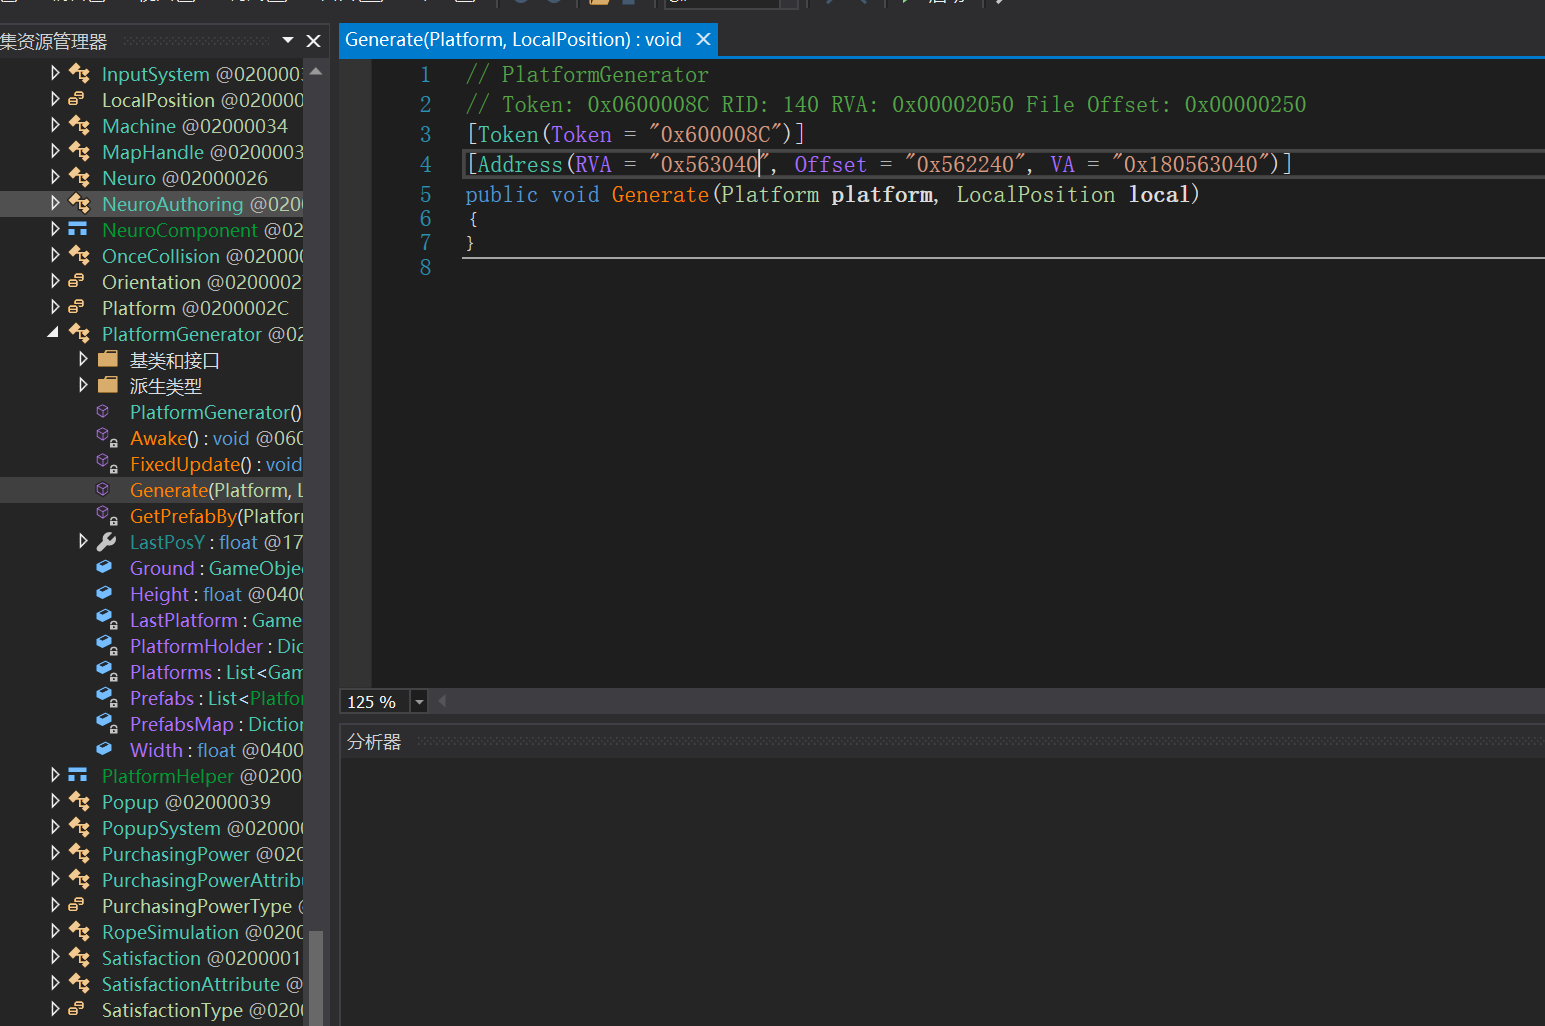 集资源管理器
InputSystem @0200003
LocalPosition @020000
Machine @02000034
MapHandle @0200003
Neuro @02000026
NeuroAuthoring @020
NeuroComponent @02
OnceCollision @020000
Orientation @0200002
Platform @0200002C
PlatformGenerator @02
基类和接口
派生类型
PlatformGenerator()
Awake() : void @060
FixedUpdate() : void
Generate(Platform, L
GetPrefabBy(Platfor
LastPosY : float @17
Ground : GameObje
Height : float @040
LastPlatform : Game
PlatformHolder : Dic
Platforms : List<Gam
Prefabs : List<Platfo
PrefabsMap : Diction
Width : float @0400
PlatformHelper @0200
Popup @02000039
PopupSystem @020000
PurchasingPower @020
PurchasingPowerAttribu
PurchasingPowerType
RopeSimulation @0200
Satisfaction @0200001
SatisfactionAttribute @
SatisfactionType @020
Generate(Platform, LocalPosition) : void
1 // PlatformGenerator
2 // Token: 0x0600008C RID: 140 RVA: 0x00002050 File Offset: 0x00000250
3 [Token(Token = "0x600008C")]
4 [Address(RVA = "0x563040", Offset = "0x562240", VA = "0x180563040")]
5 public void Generate(Platform platform, LocalPosition local)
6 {
7 }
8
125 %
分析器